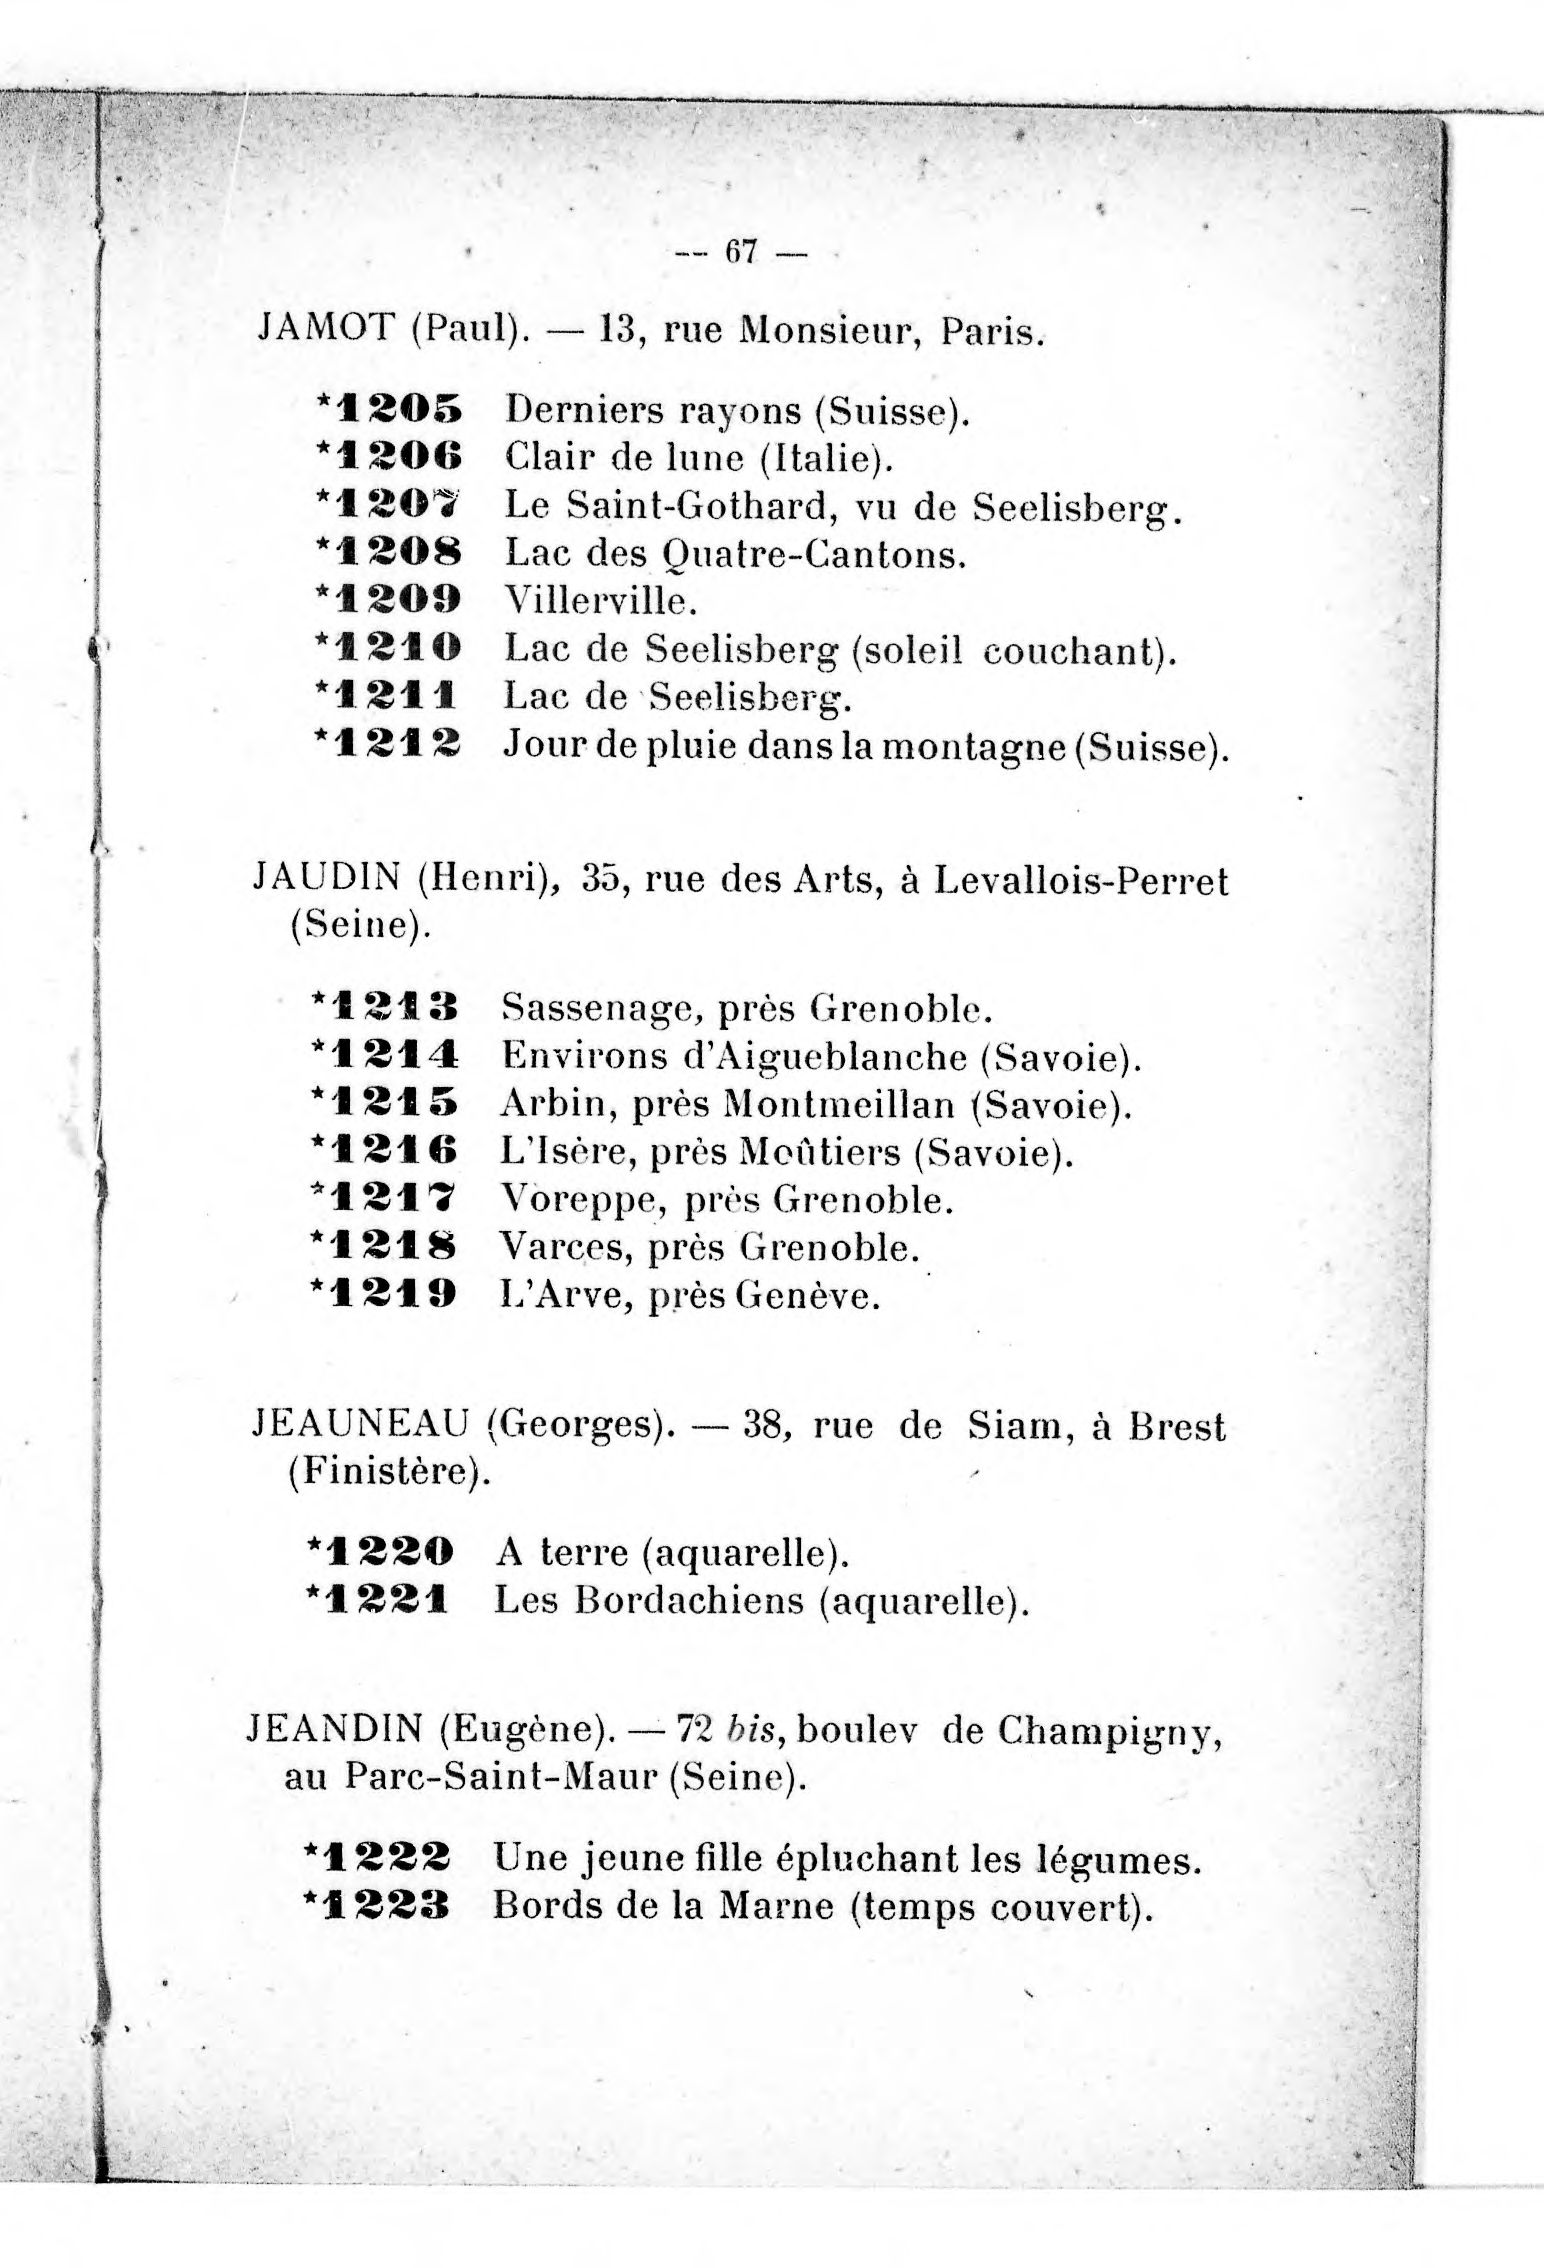 — 67 —
JAMOT (Paul). — 13, rue Monsieur, Paris.
*1205 Derniers rayons (Suisse).
*1206 Clair de lune (Italie).
*1207 Le Saint-Gothard, vu de Seelisberg.
*1208 Lac des Quatre-Cantons.
*1209 Villerville.
*1210 Lac de Seelisberg (soleil couchant).
*1211 Lac de Seelisberg.
*1212 Jour de pluie dans la montagne (Suisse).
JAUDIN (Henri), 35, rue des Arts, à Levallois-Perret
(Seine).
*1213 Sassenage, près Grenoble.
*1214 Environs d'Aigueblanche (Savoie).
*1215 Arbin, près Montmeillan (Savoie).
*1216 L'Isère, près Moûtiers (Savoie).
*1217 Voreppe, près Grenoble.
*1218 Varces, près Grenoble.
*1219 L'Arve, près Genève.
JEAUNEAU (Georges). — 38, rue de Siam, à Brest
(Finistère).
*1220 A terre (aquarelle).
*1221 Les Bordachiens (aquarelle).
JEANDIN (Eugène). — 72 bis, boulev de Champigny,
au Parc-Saint-Maur (Seine).
*1222 Une jeune fille épluchant les légumes.
*1223 Bords de la Marne (temps couvert).